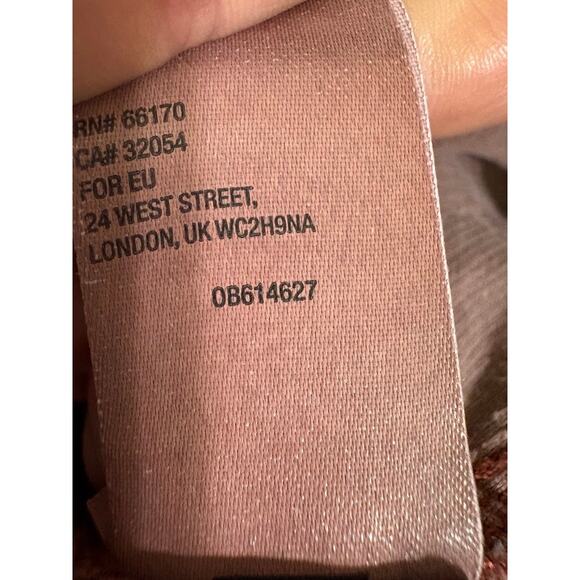 RN# 66170
CA# 32054
FOR EU
24 WEST STREET,
LONDON, UK WC2H9NA
OB614627